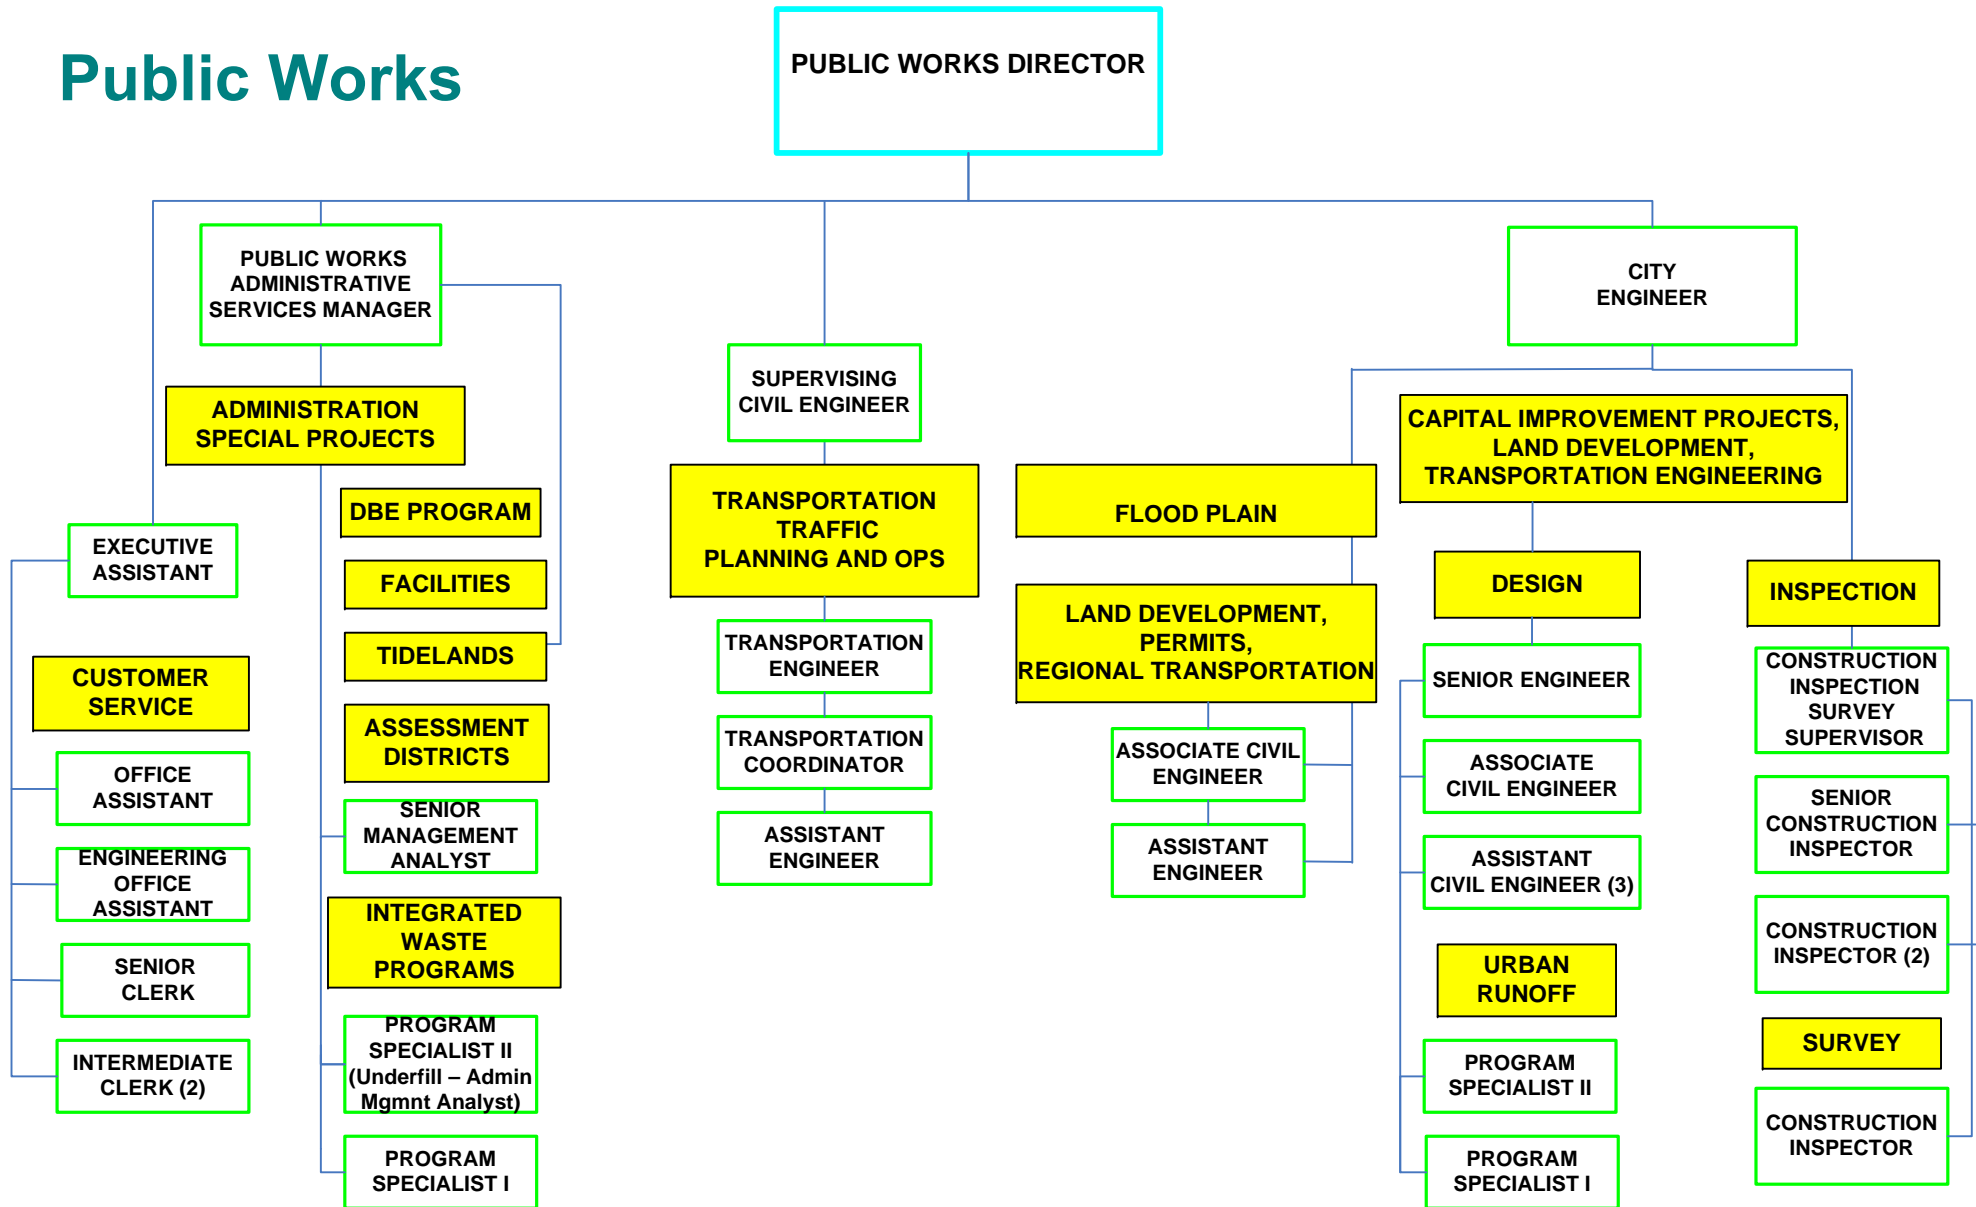 Public Works
PUBLIC WORKS DIRECTOR
PUBLIC WORKS
ADMINISTRATIVE
SERVICES MANAGER
CITY
ENGINEER
SUPERVISING
CIVIL ENGINEER
ADMINISTRATION
SPECIAL PROJECTS
CAPITAL IMPROVEMENT PROJECTS,
LAND DEVELOPMENT,
TRANSPORTATION ENGINEERING
EXECUTIVE
ASSISTANT
CUSTOMER
SERVICE
OFFICE
ASSISTANT
ENGINEERING
OFFICE
ASSISTANT
SENIOR
CLERK
INTERMEDIATE
CLERK (2)
DBE PROGRAM
FACILITIES
TIDELANDS
ASSESSMENT
DISTRICTS
SENIOR
MANAGEMENT
ANALYST
INTEGRATED
WASTE
PROGRAMS
PROGRAM
SPECIALIST II
(Underfill – Admin
Mgmnt Analyst)
PROGRAM
SPECIALIST I
TRANSPORTATION
TRAFFIC
PLANNING AND OPS
TRANSPORTATION
ENGINEER
TRANSPORTATION
COORDINATOR
ASSISTANT
ENGINEER
FLOOD PLAIN
LAND DEVELOPMENT,
PERMITS,
REGIONAL TRANSPORTATION
ASSOCIATE CIVIL
ENGINEER
ASSISTANT
ENGINEER
DESIGN
SENIOR ENGINEER
ASSOCIATE
CIVIL ENGINEER
ASSISTANT
CIVIL ENGINEER (3)
URBAN
RUNOFF
PROGRAM
SPECIALIST II
PROGRAM
SPECIALIST I
INSPECTION
CONSTRUCTION
INSPECTION
SURVEY
SUPERVISOR
SENIOR
CONSTRUCTION
INSPECTOR
CONSTRUCTION
INSPECTOR (2)
SURVEY
CONSTRUCTION
INSPECTOR